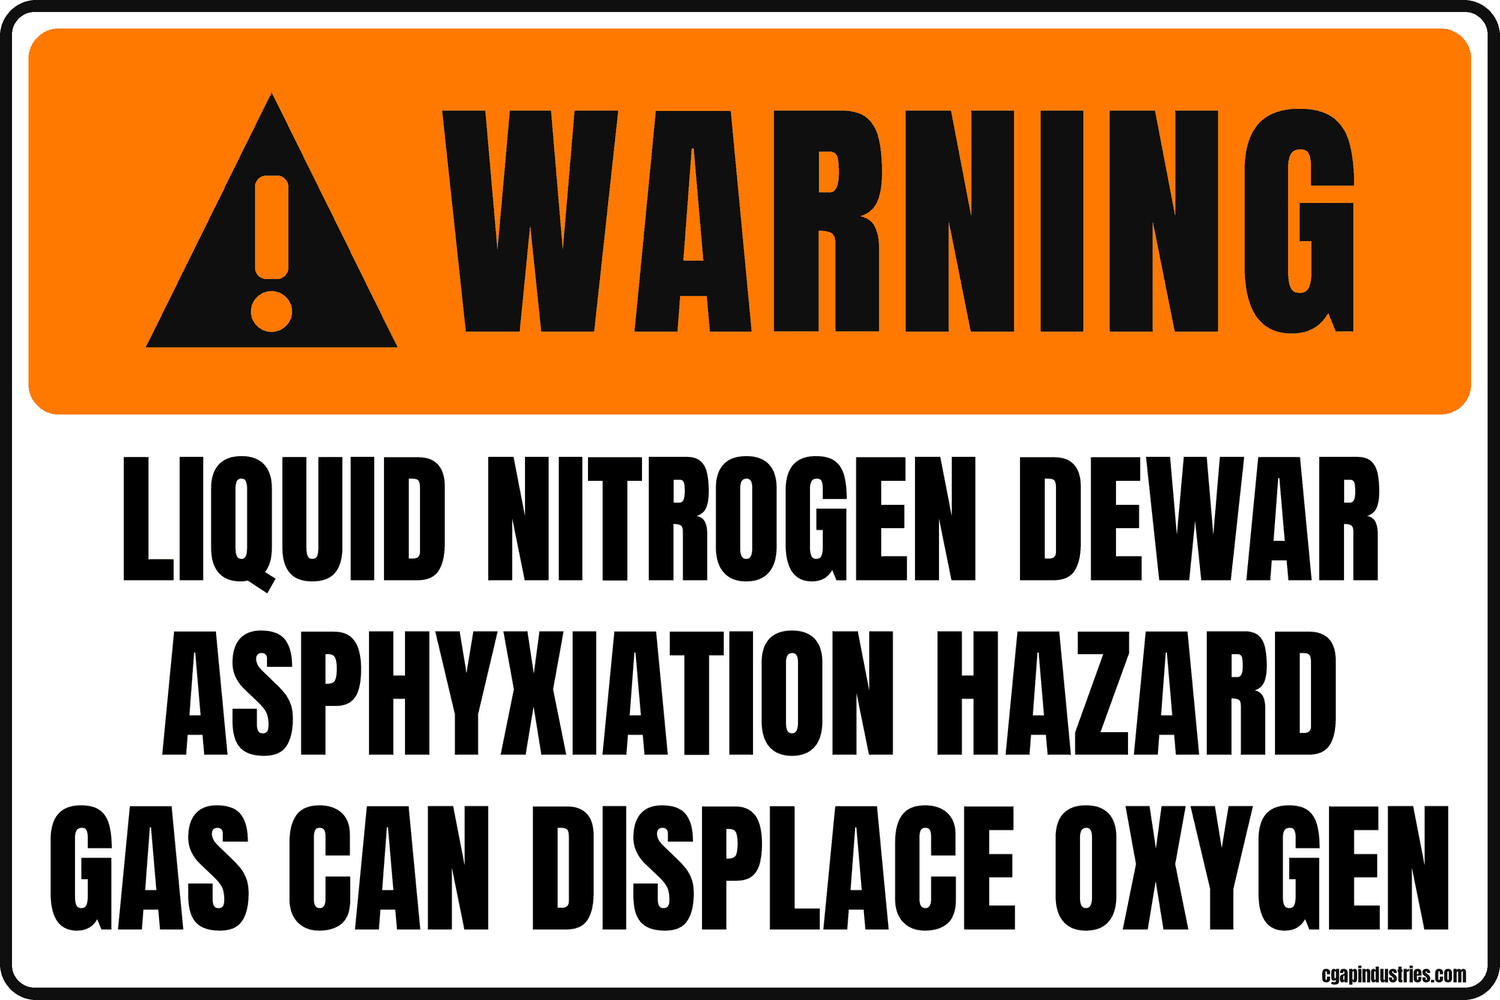 WARNING
LIQUID NITROGEN DEWAR
ASPHYXIATION HAZARD
GAS CAN DISPLACE OXYGEN
cgapindustries.com